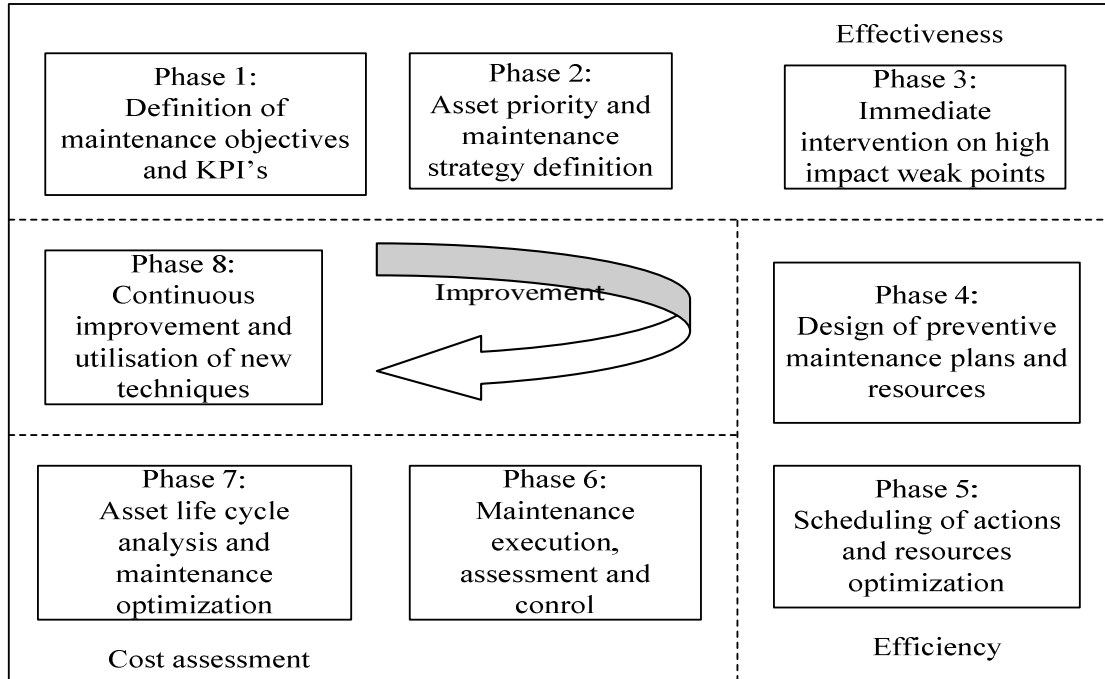 Effectiveness
Phase 1:
Definition of
maintenance objectives
and KPI's
Phase 2:
Asset priority and
maintenance
strategy definition
Phase 3:
Immediate
intervention on high
impact weak points
Phase 8:
Continuous
improvement and
utilisation of new
techniques
Improvement
Phase 4:
Design of preventive
maintenance plans and
resources
Phase 7:
Asset life cycle
analysis and
maintenance
optimization
Phase 6:
Maintenance
execution,
assessment and
conrol
Phase 5:
Scheduling of actions
and resources
optimization
Cost assessment
Efficiency